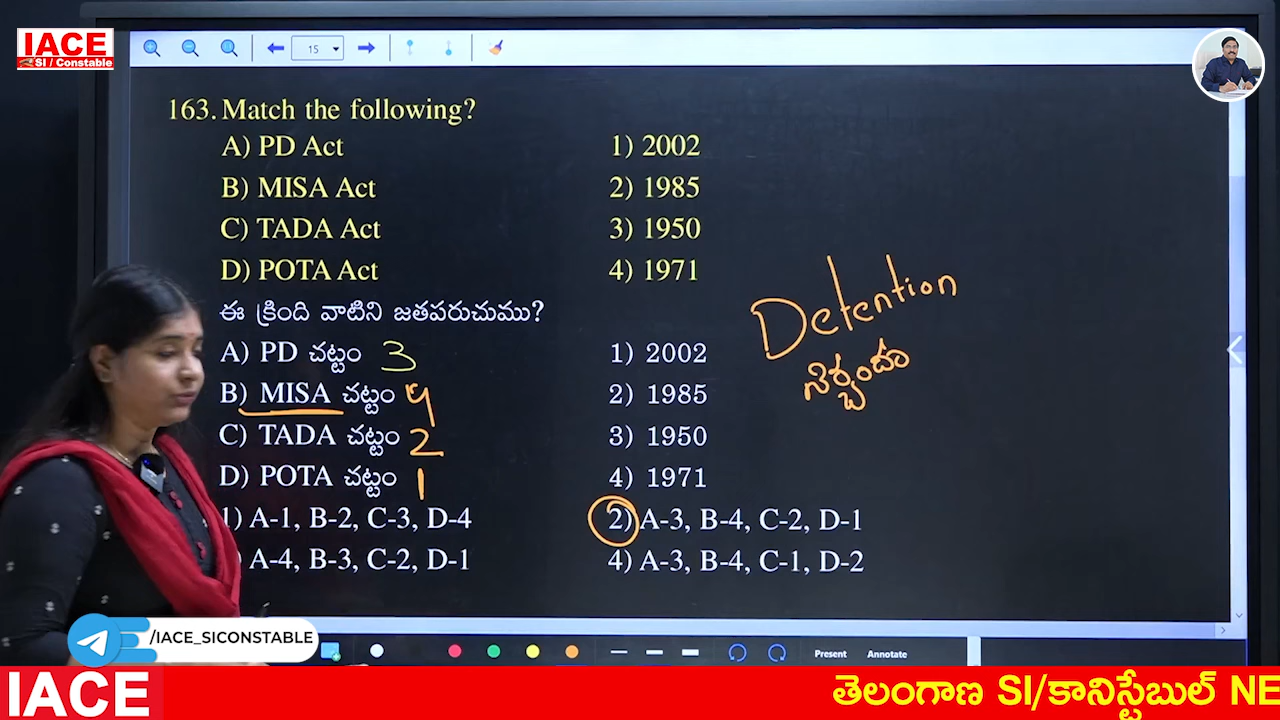 IACE
SI / Constable
15
163. Match the following?
A) PD Act 1) 2002
B) MISA Act 2) 1985
C) TADA Act 3) 1950
D) POTA Act 4) 1971
Detention
నిర్బంధం
ఈ క్రింది వాటిని జతపరుచుము?
A) PD చట్టం 3 1) 2002
B) MISA చట్టం 4 2) 1985
C) TADA చట్టం 2 3) 1950
D) POTA చట్టం 1 4) 1971
1) A-1, B-2, C-3, D-4 2) A-3, B-4, C-2, D-1
A-4, B-3, C-2, D-1 4) A-3, B-4, C-1, D-2
/IACE_SICONSTABLE
Present Annotate
IACE తెలంగాణ SI/కానిస్టేబుల్ NE